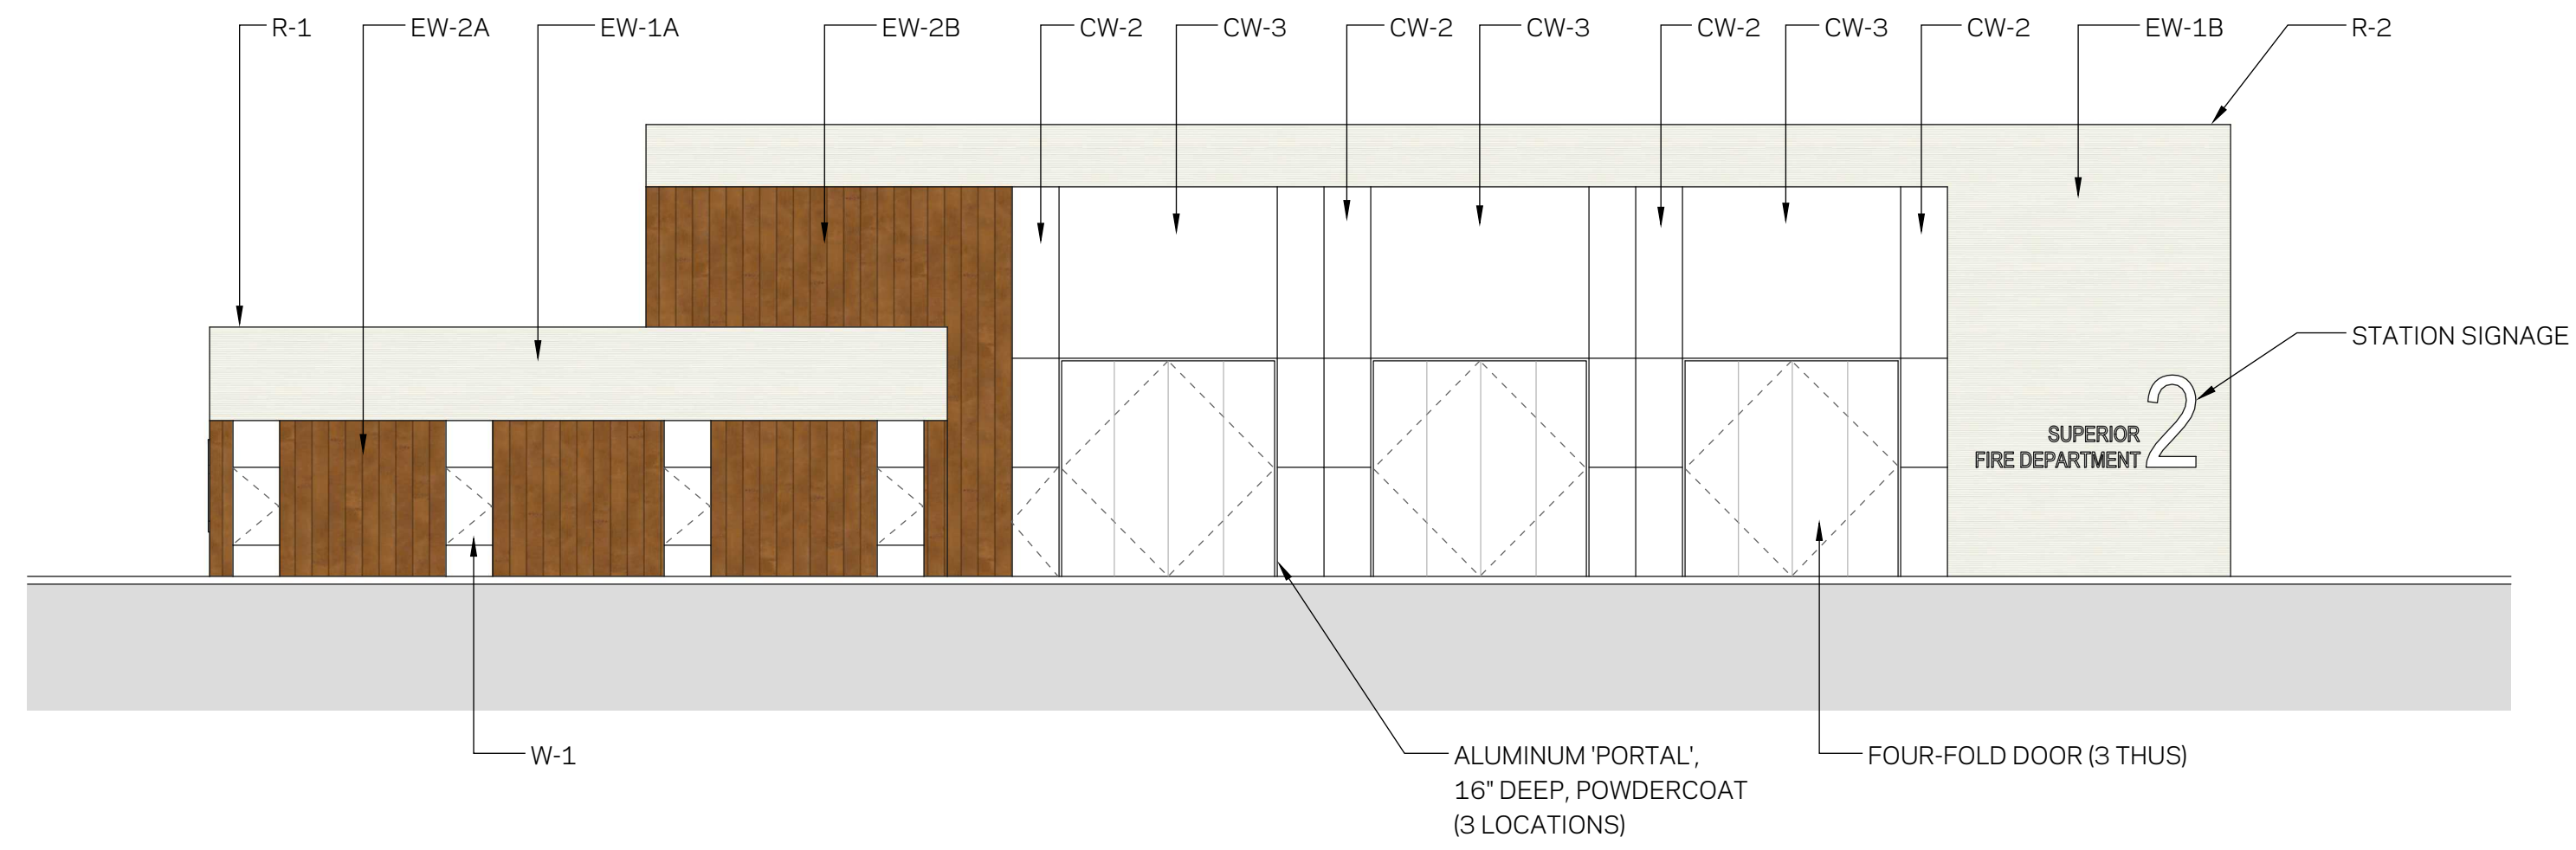 R-1
EW-2A
EW-1A
EW-2B
CW-2
CW-3
CW-2
CW-3
CW-2
CW-3
CW-2
EW-1B
R-2
STATION SIGNAGE
2
SUPERIOR
FIRE DEPARTMENT
W-1
ALUMINUM 'PORTAL',
16" DEEP, POWDERCOAT
(3 LOCATIONS)
FOUR-FOLD DOOR (3 THUS)